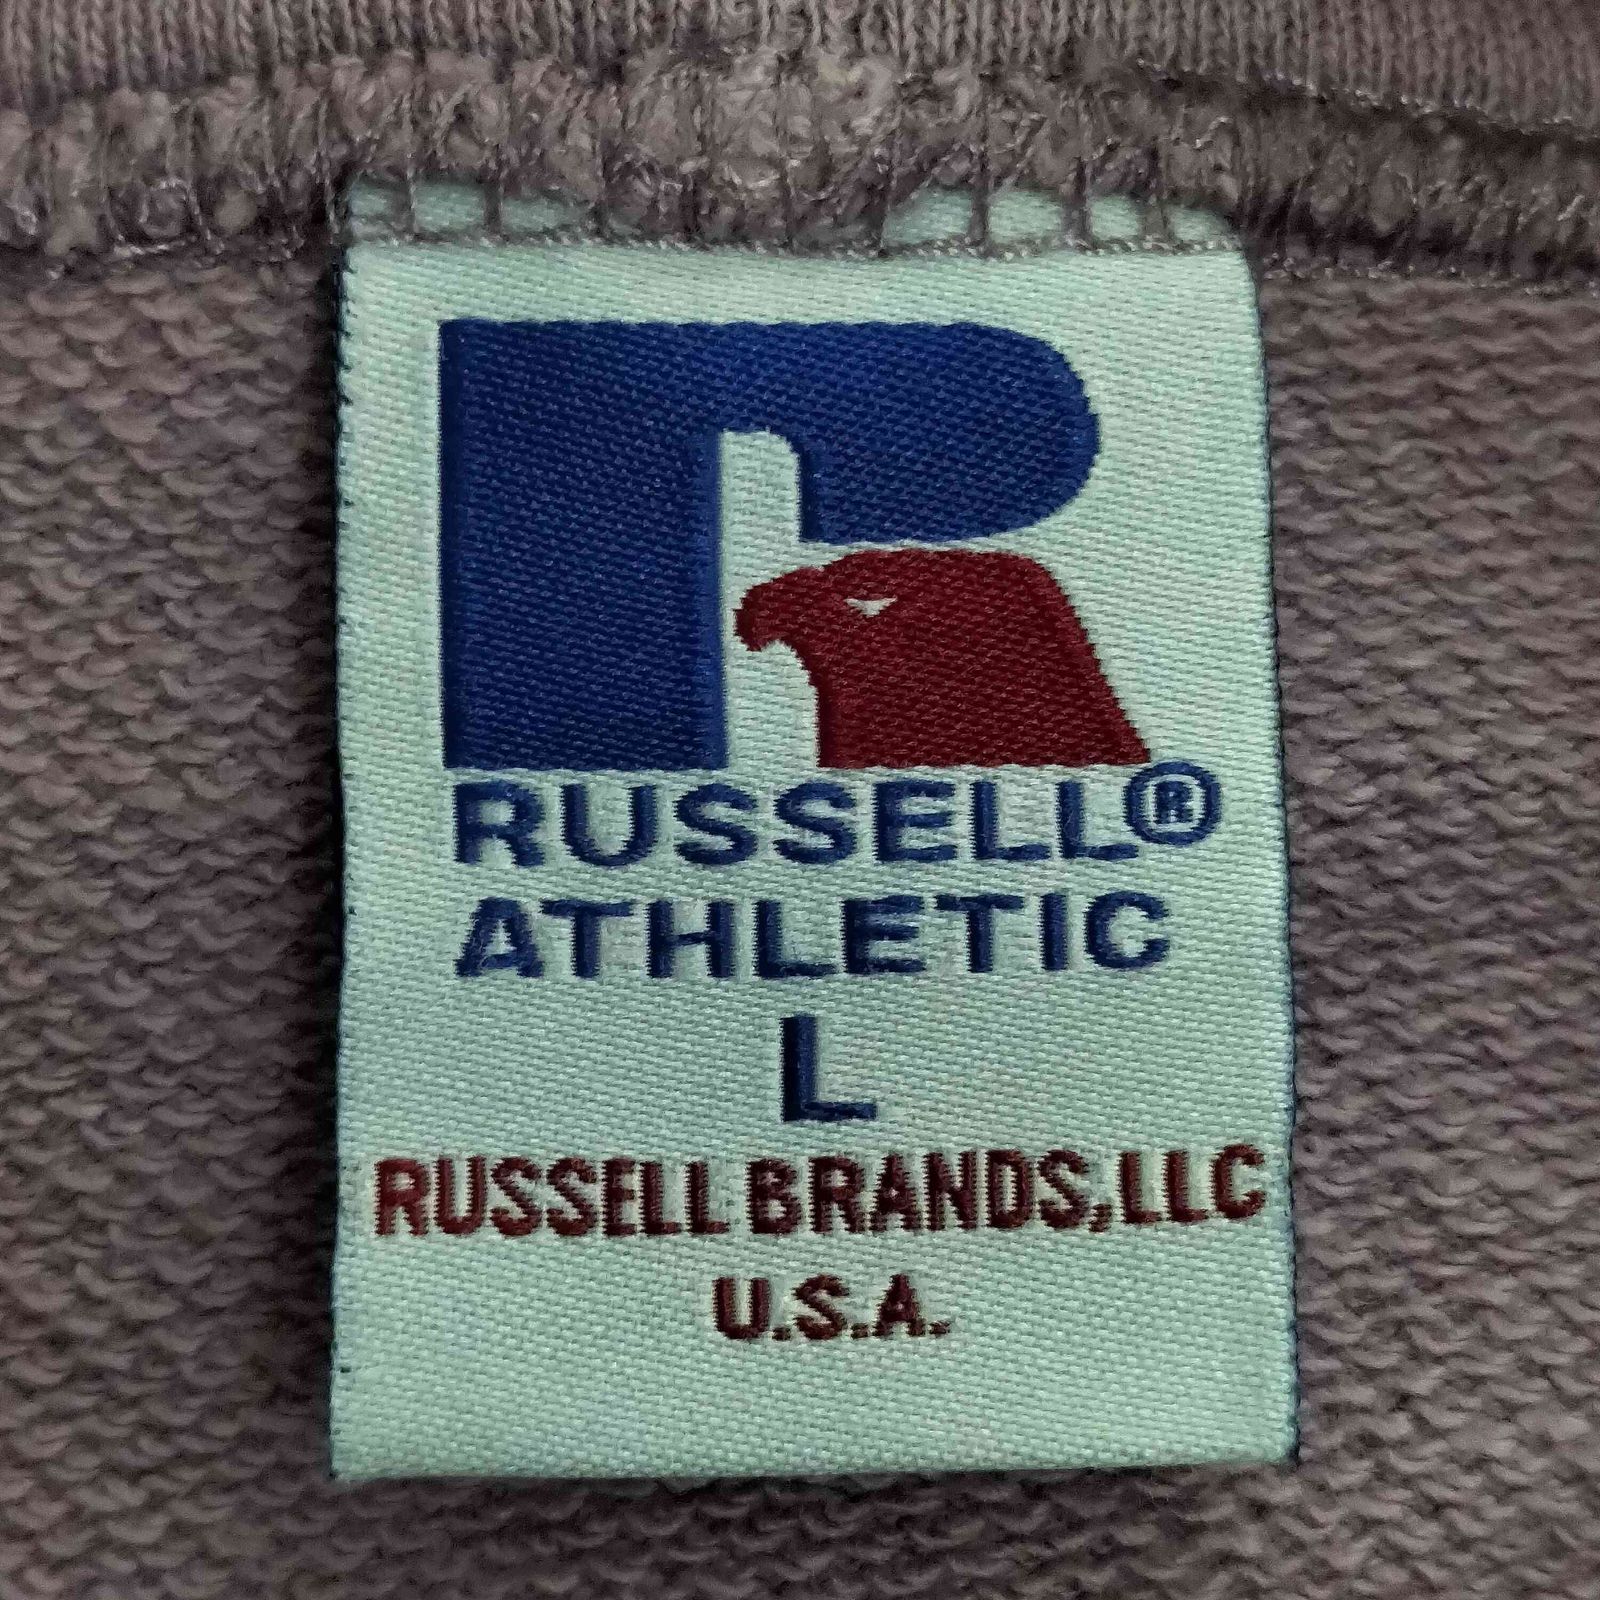 RUSSELL®
ATHLETIC
L
RUSSELL BRANDS, LLC
U.S.A.